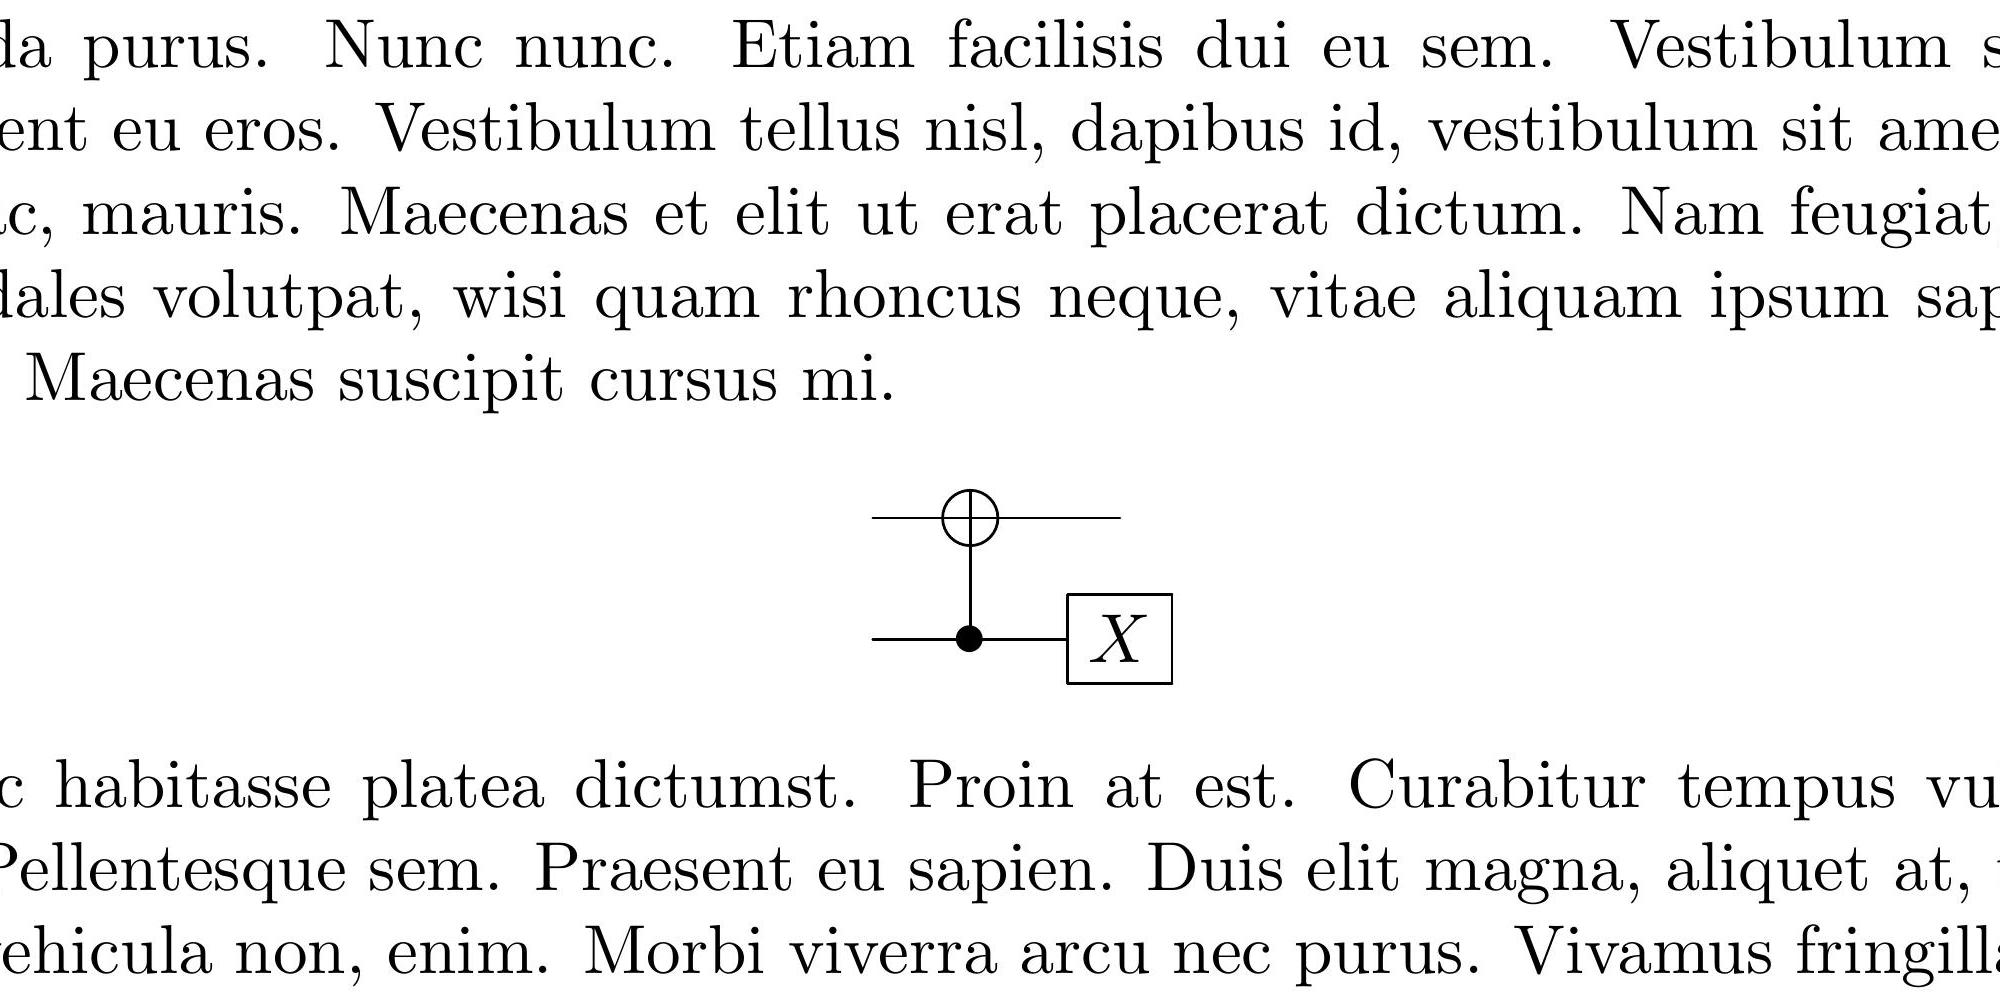 da purus. Nunc nunc. Etiam facilisis dui eu sem. Vestibulum s
ent eu eros. Vestibulum tellus nisl, dapibus id, vestibulum sit ame
c, mauris. Maecenas et elit ut erat placerat dictum. Nam feugiat,
dales volutpat, wisi quam rhoncus neque, vitae aliquam ipsum sap
Maecenas suscipit cursus mi.
X
c habitasse platea dictumst. Proin at est. Curabitur tempus vu
Pellentesque sem. Praesent eu sapien. Duis elit magna, aliquet at,
vehicula non, enim. Morbi viverra arcu nec purus. Vivamus fringilla